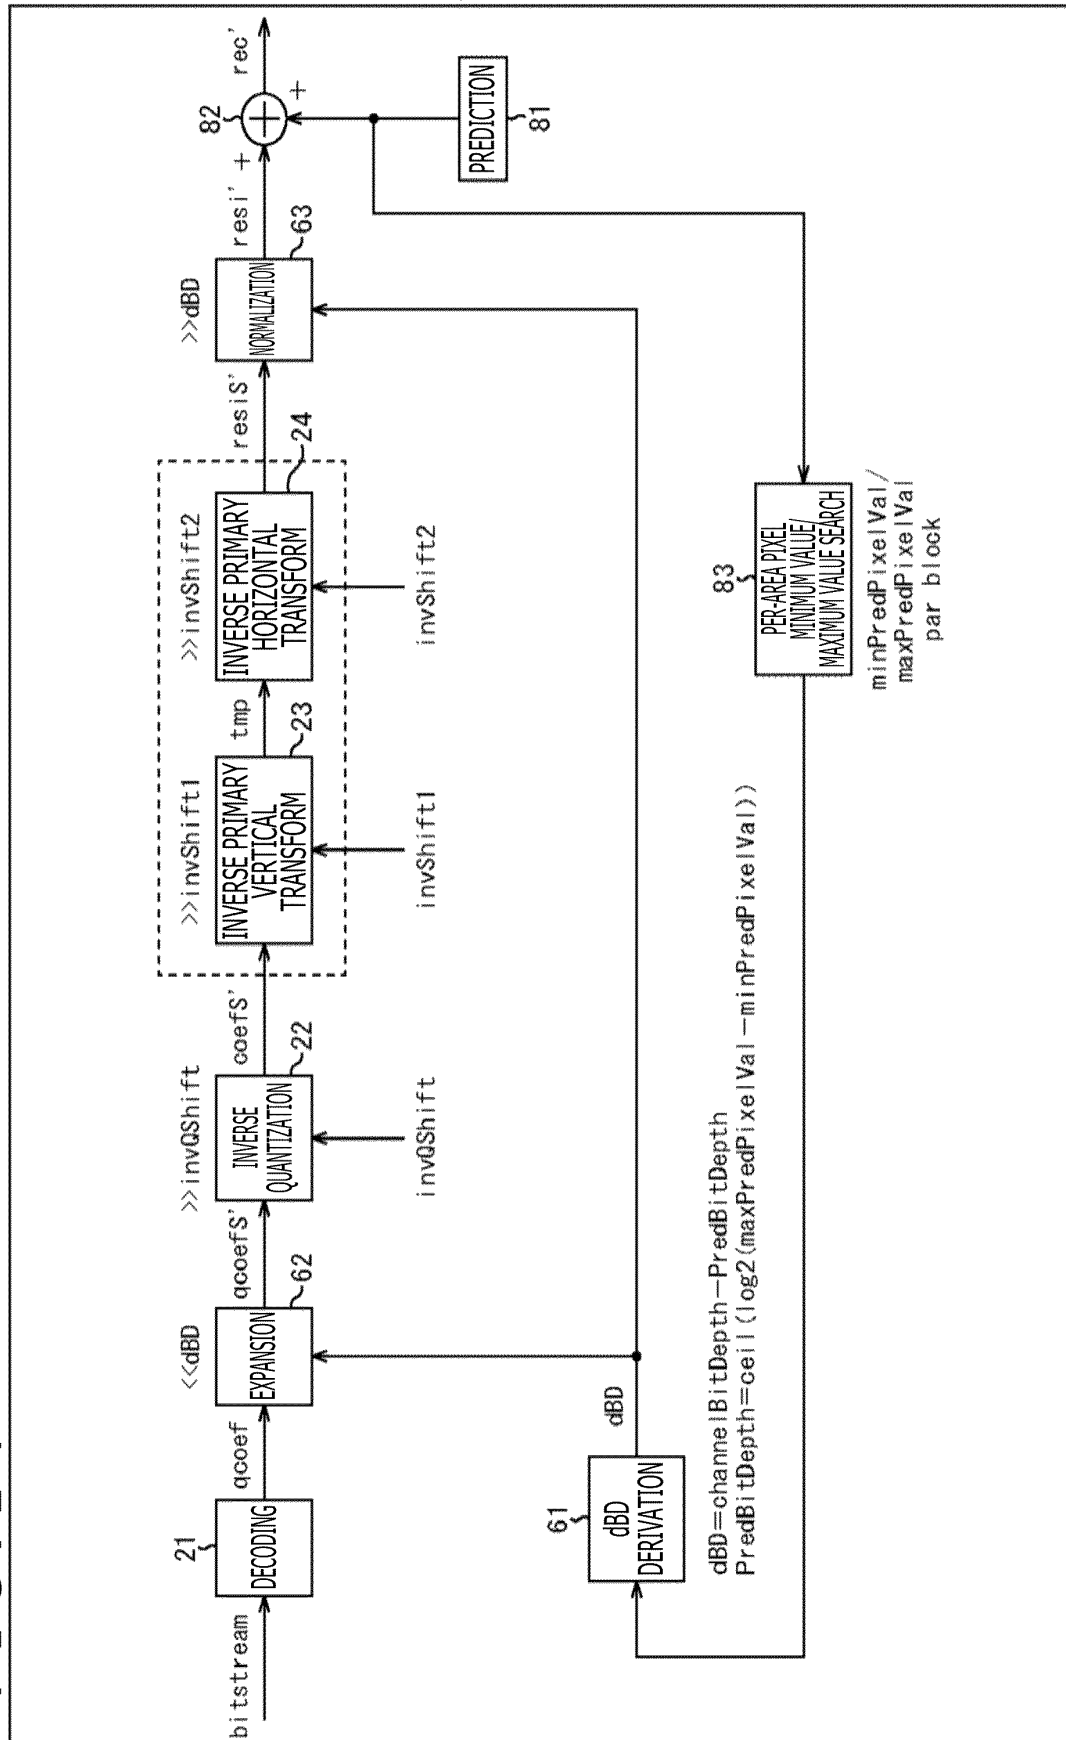 bitstream
21
DECODING
qcoef
<<dBD
EXPANSION
62
qcoefS'
>>invQShift
INVERSE
QUANTIZATION
22
invQShift
coefS'
>>invShift1
INVERSE PRIMARY
VERTICAL
TRANSFORM
23
invShift1
tmp
>>invShift2
INVERSE PRIMARY
HORIZONTAL
TRANSFORM
24
invShift2
resiS'
>>dBD
NORMALIZATION
63
resi'
+
82
+
rec'
+
PREDICTION
81
61
dBD
DERIVATION
dBD
dBD=channelBitDepth-PredBitDepth
PredBitDepth=ceil(log2(maxPredPixelVal-minPredPixelVal))
83
PER-AREA PIXEL
MINIMUM VALUE/
MAXIMUM VALUE SEARCH
minPredPixelVal/
maxPredPixelVal
par block